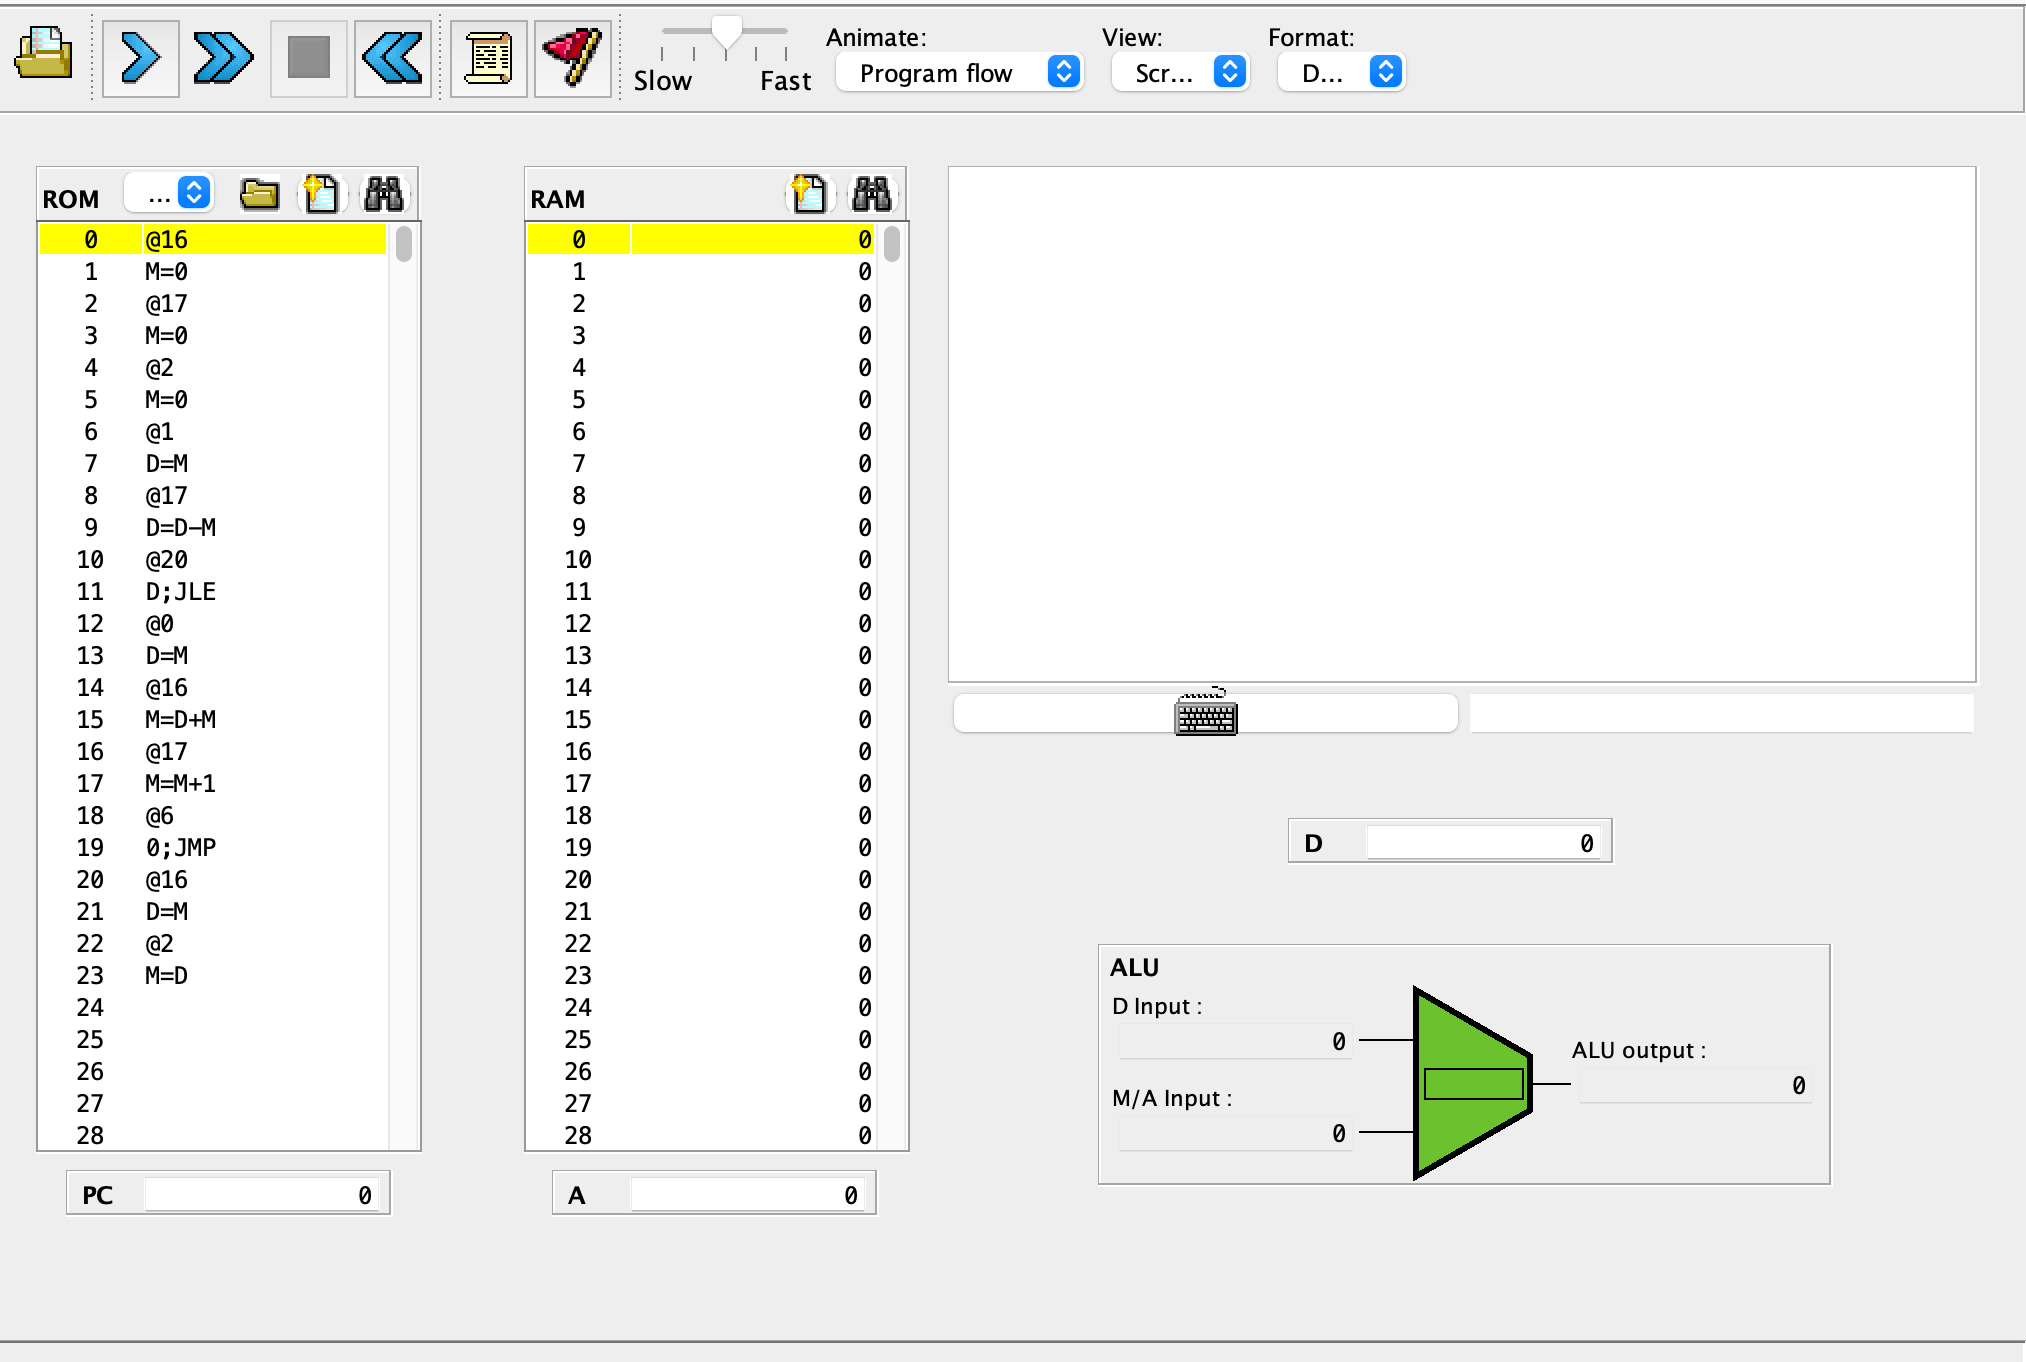 Slow Fast
Animate:
Program flow
View:
Scr...
Format:
D...
ROM ...
0 @16
1 M=0
2 @17
3 M=0
4 @2
5 M=0
6 @1
7 D=M
8 @17
9 D=D-M
10 @20
11 D;JLE
12 @0
13 D=M
14 @16
15 M=D+M
16 @17
17 M=M+1
18 @6
19 0;JMP
20 @16
21 D=M
22 @2
23 M=D
24
25
26
27
28
PC 0
RAM
0 0
1 0
2 0
3 0
4 0
5 0
6 0
7 0
8 0
9 0
10 0
11 0
12 0
13 0
14 0
15 0
16 0
17 0
18 0
19 0
20 0
21 0
22 0
23 0
24 0
25 0
26 0
27 0
28 0
A 0
D 0
ALU
D Input :
0
M/A Input :
0
ALU output :
0